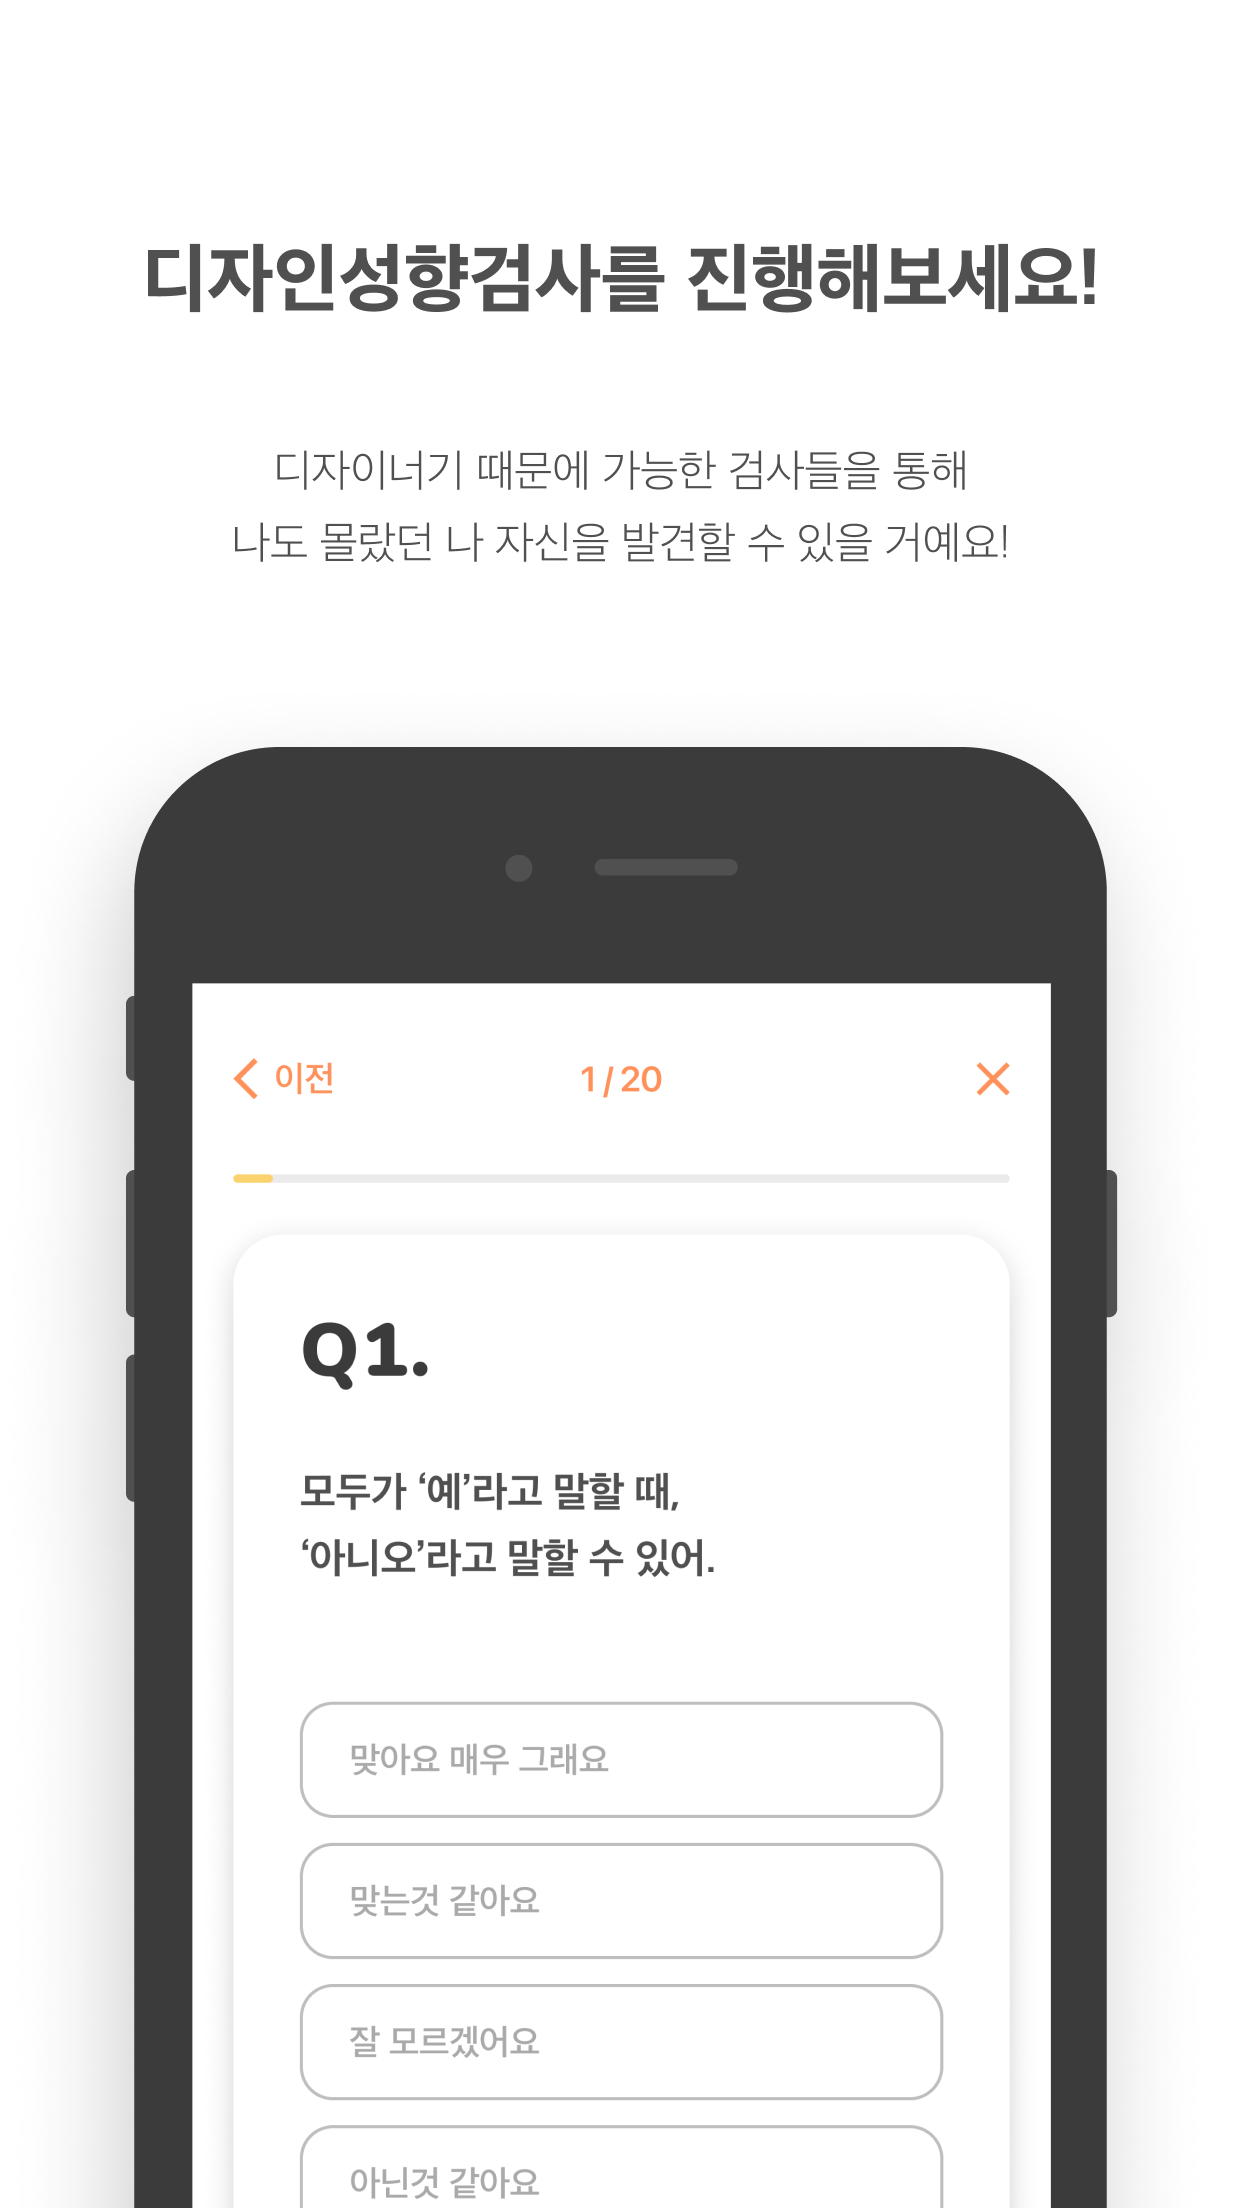 디자인성향검사를 진행해보세요!
디자이너기 때문에 가능한 검사들을 통해
나도 몰랐던 나 자신을 발견할 수 있을 거예요!
이전
1 / 20
Q1.
모두가 ‘예’라고 말할 때,
‘아니오’라고 말할 수 있어.
맞아요 매우 그래요
맞는것 같아요
잘 모르겠어요
아닌것 같아요